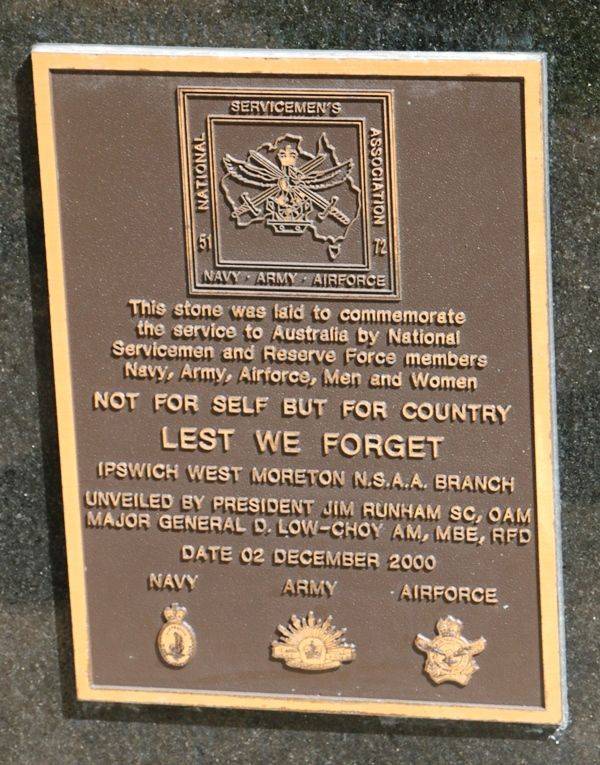 SERVICEMEN'S
NATIONAL
ASSOCIATION
51
72
NAVY · ARMY · AIRFORCE
This stone was laid to commemorate
the service to Australia by National
Servicemen and Reserve Force members
Navy, Army, Airforce, Men and Women
NOT FOR SELF BUT FOR COUNTRY
LEST WE FORGET
IPSWICH WEST MORETON N.S.A.A. BRANCH
UNVEILED BY PRESIDENT JIM RUNHAM SC, OAM
MAJOR GENERAL D. LOW-CHOY AM, MBE, RFD
DATE 02 DECEMBER 2000
NAVY ARMY AIRFORCE